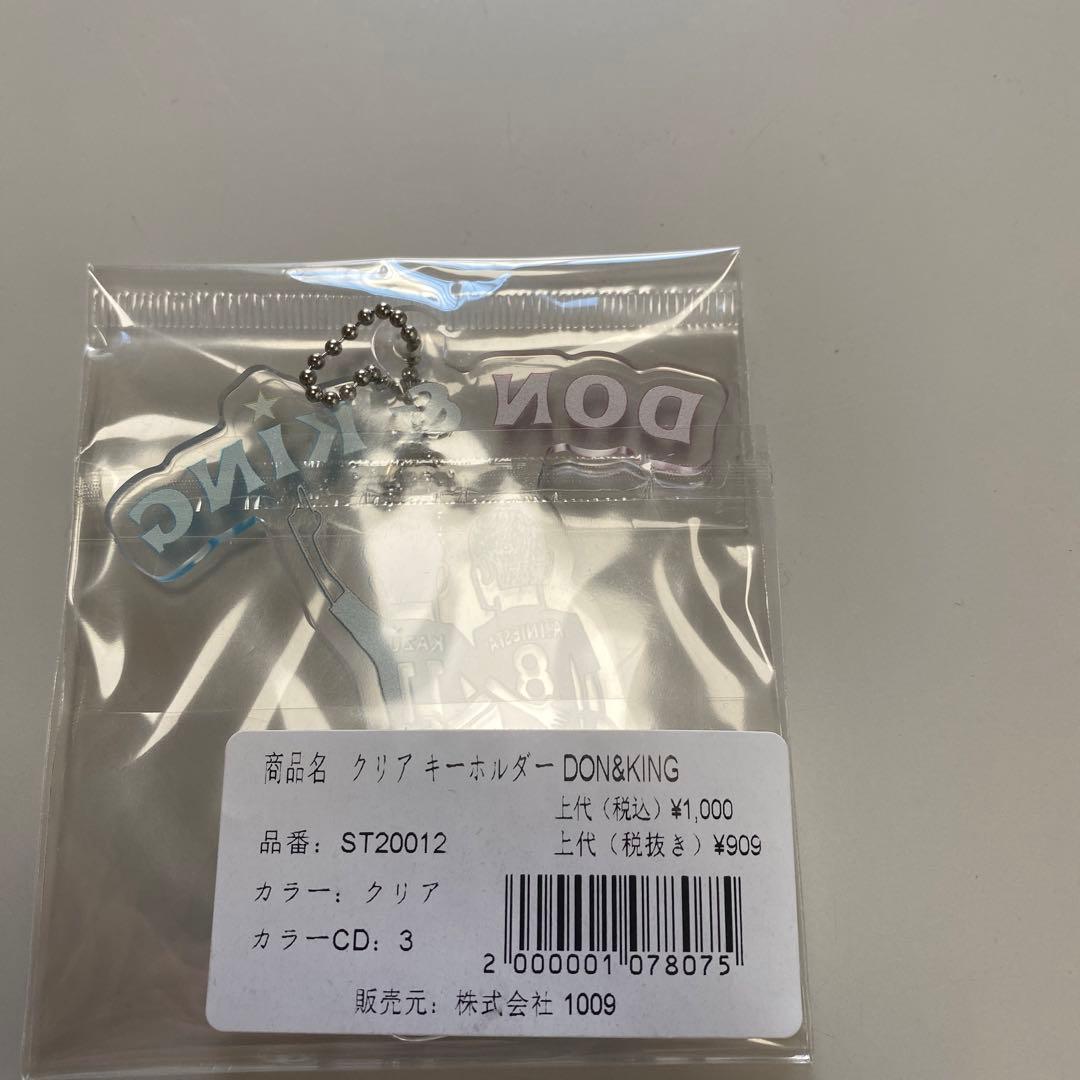 DON
& KING
KAZU
11
A.INIESTA
8
商品名 クリア キーホルダー DON&KING
上代（税込）¥1,000
品番：ST20012
上代（税抜き）¥909
カラー：クリア
カラーCD：3
2 000001 078075
販売元：株式会社 1009